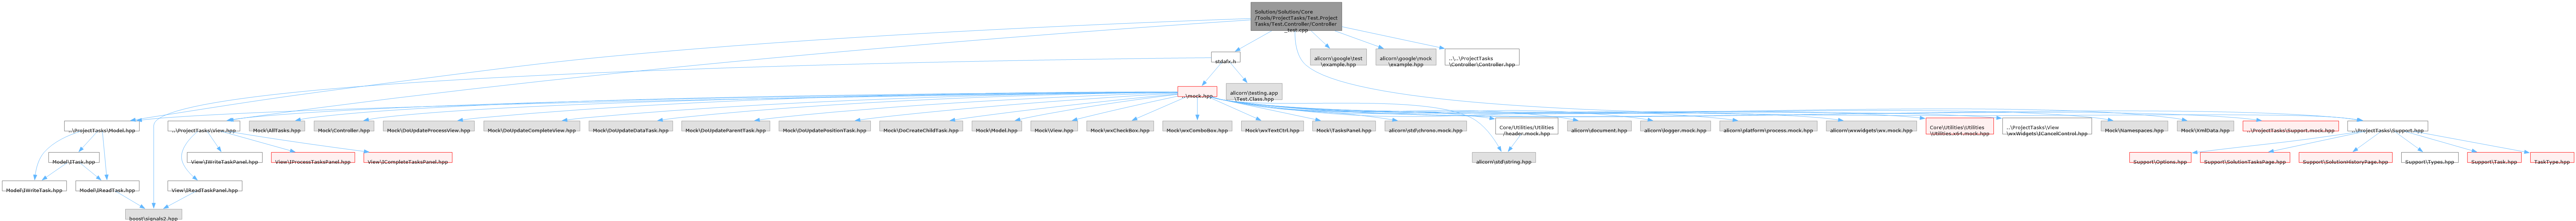 Solution/Solution/Core
/Tools/ProjectTasks/Test.Project
Tasks/Test.Controller/Controller
_test.cpp
stdafx.h
alicorn\google\test
\example.hpp
alicorn\google\mock
\example.hpp
..\..\ProjectTasks
\Controller\Controller.hpp
..\mock.hpp
alicorn\testing.app
\Test.Class.hpp
..\ProjectTasks\Model.hpp
..\ProjectTasks\View.hpp
Mock\AllTasks.hpp
Mock\Controller.hpp
Mock\DoUpdateProcessView.hpp
Mock\DoUpdateCompleteView.hpp
Mock\DoUpdateDataTask.hpp
Mock\DoUpdateParentTask.hpp
Mock\DoUpdatePositionTask.hpp
Mock\DoCreateChildTask.hpp
Mock\Model.hpp
Mock\View.hpp
Mock\wxCheckBox.hpp
Mock\wxComboBox.hpp
Mock\wxTextCtrl.hpp
Mock\TasksPanel.hpp
alicorn\std\chrono.mock.hpp
Core/Utilities/Utilities
/header.mock.hpp
alicorn\document.hpp
alicorn\logger.mock.hpp
alicorn\platform\process.mock.hpp
alicorn\wxwidgets\wx.mock.hpp
Core\Utilities\Utilities
\Utilities.x64.mock.hpp
..\ProjectTasks\View
\wxWidgets\ICancelControl.hpp
Mock\Namespaces.hpp
Mock\XmlData.hpp
..\ProjectTasks\Support.mock.hpp
..\ProjectTasks\Support.hpp
Model\ITask.hpp
View\IWriteTaskPanel.hpp
View\IProcessTasksPanel.hpp
View\ICompleteTasksPanel.hpp
alicorn\std\string.hpp
Support\Options.hpp
Support\SolutionTasksPage.hpp
Support\SolutionHistoryPage.hpp
Support\Types.hpp
Support\Task.hpp
TaskType.hpp
Model\IWriteTask.hpp
Model\IReadTask.hpp
View\IReadTaskPanel.hpp
boost\signals2.hpp